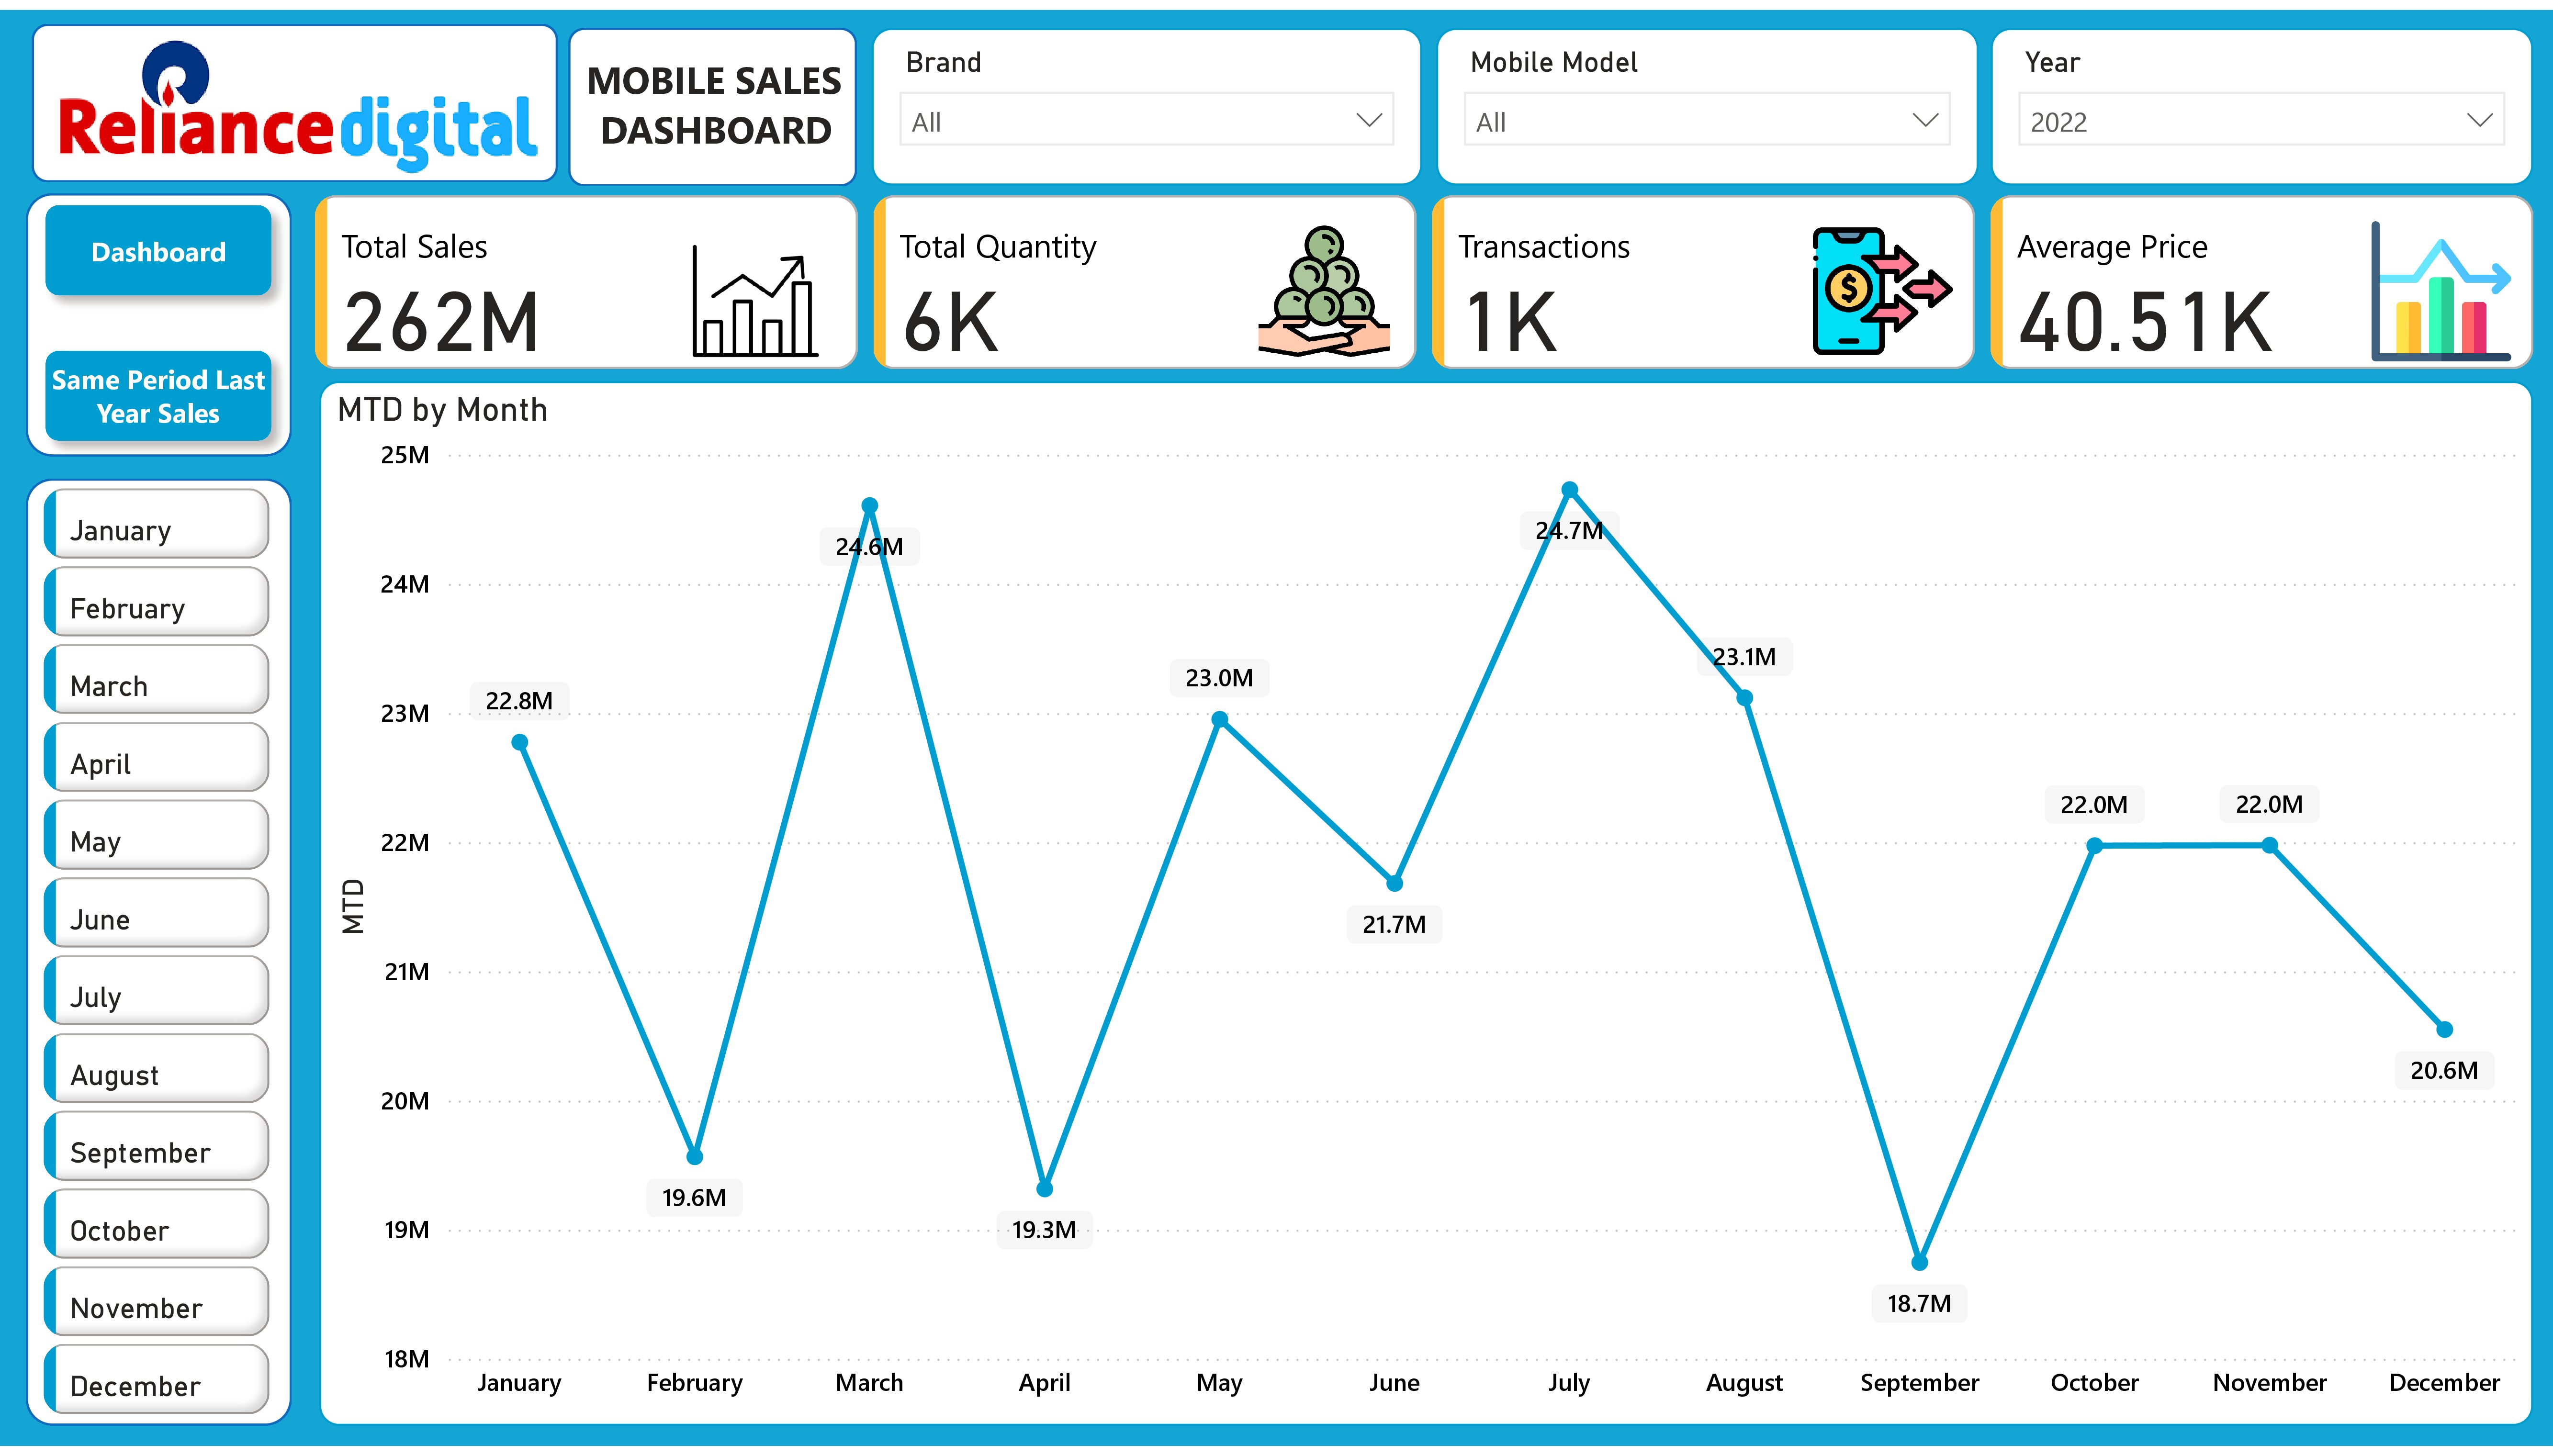 Reliance digital
MOBILE SALES
DASHBOARD
Brand
All
Mobile Model
All
Year
2022
Dashboard
Same Period Last
Year Sales
Total Sales
262M
Total Quantity
6K
Transactions
1K
$
Average Price
40.51K
January
February
March
April
May
June
July
August
September
October
November
December
MTD by Month
MTD
25M
24M
23M
22M
21M
20M
19M
18M
22.8M
19.6M
24.6M
19.3M
23.0M
21.7M
24.7M
23.1M
18.7M
22.0M
22.0M
20.6M
January
February
March
April
May
June
July
August
September
October
November
December